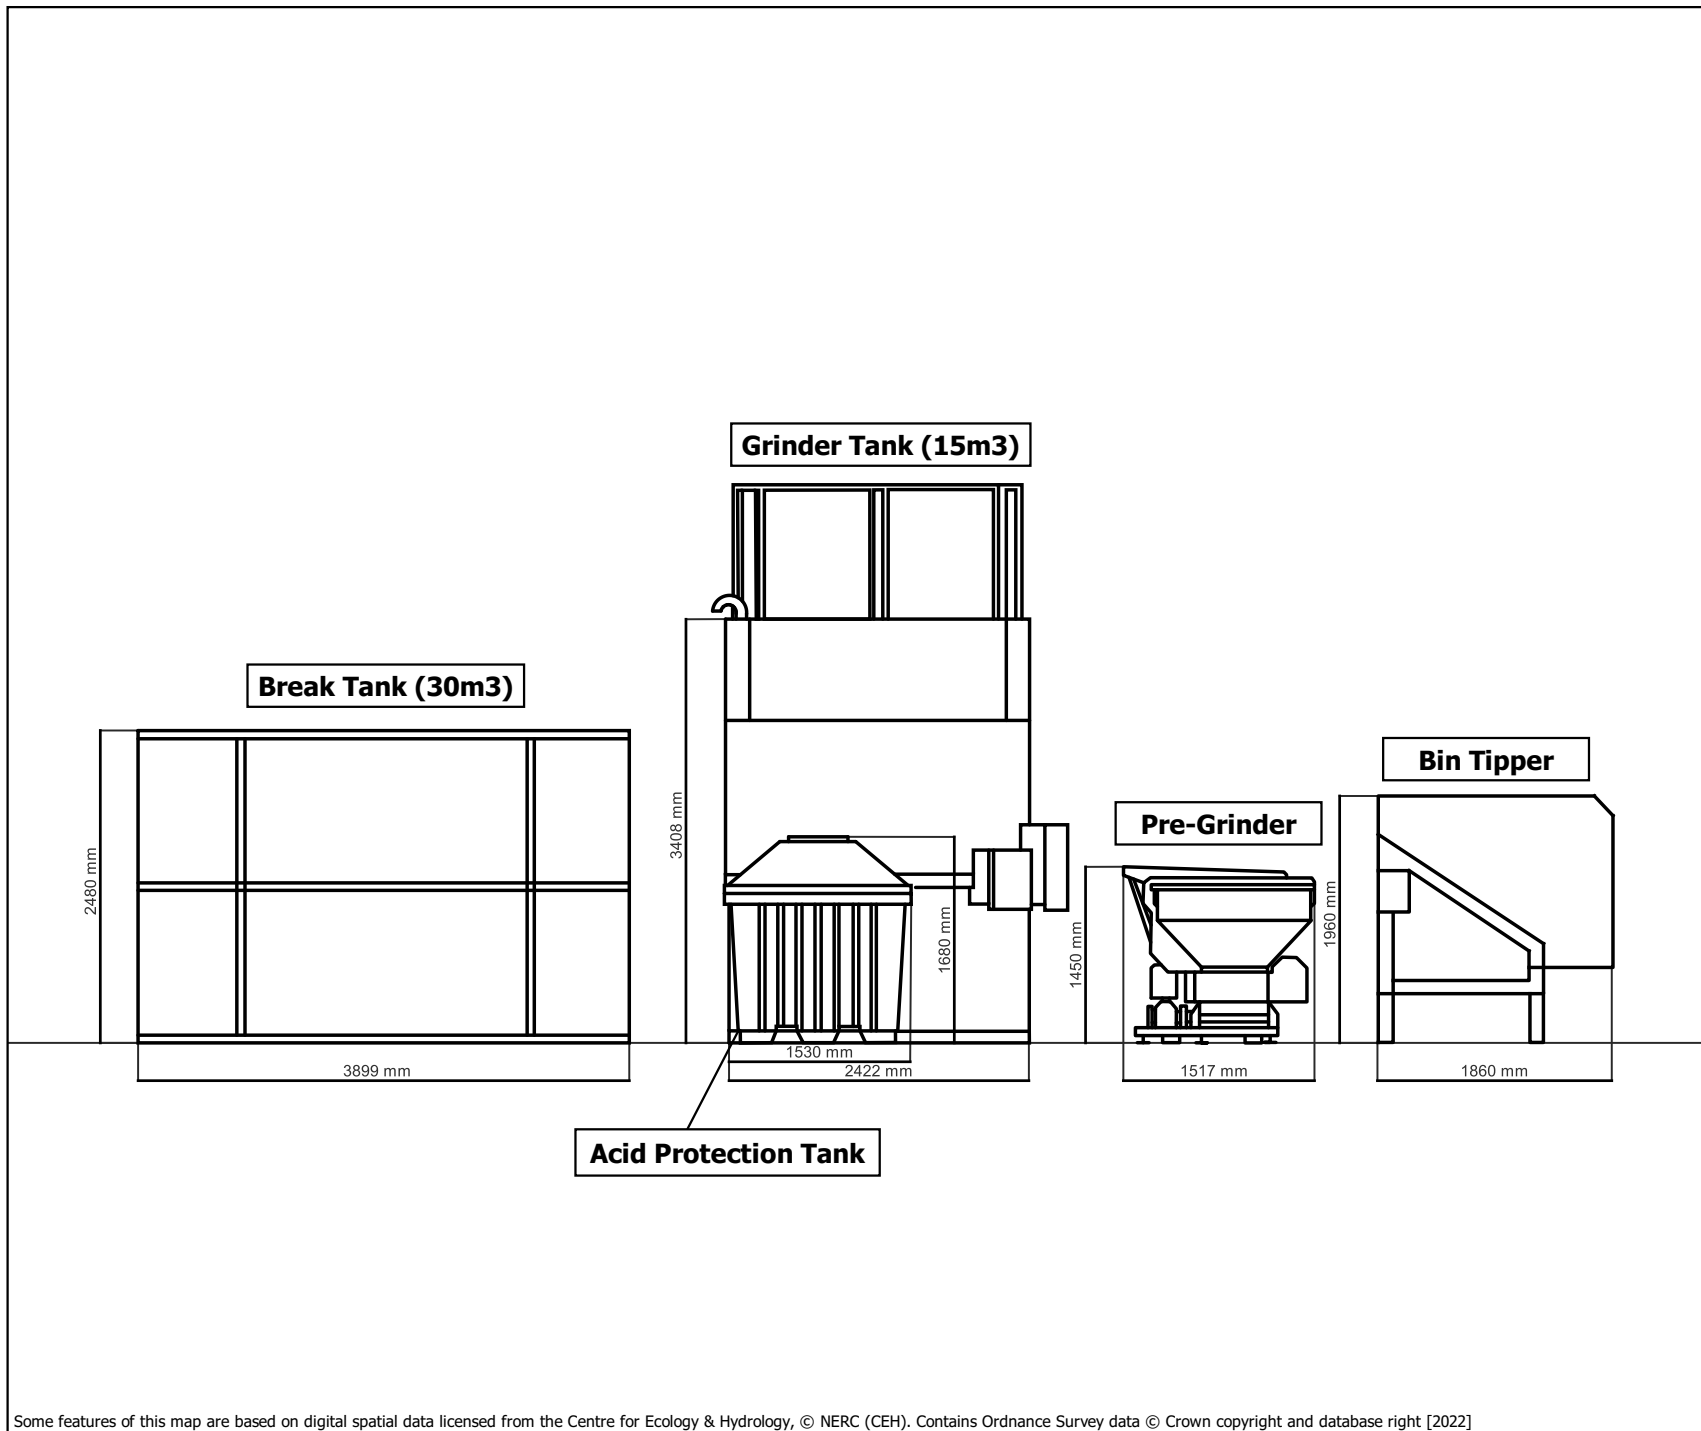 Grinder Tank (15m3)
Break Tank (30m3)
Bin Tipper
Pre-Grinder
2480 mm
3408 mm
1680 mm
1450 mm
1960 mm
1530 mm
3899 mm
2422 mm
1517 mm
1860 mm
Acid Protection Tank
Some features of this map are based on digital spatial data licensed from the Centre for Ecology & Hydrology, © NERC (CEH). Contains Ordnance Survey data © Crown copyright and database right [2022]